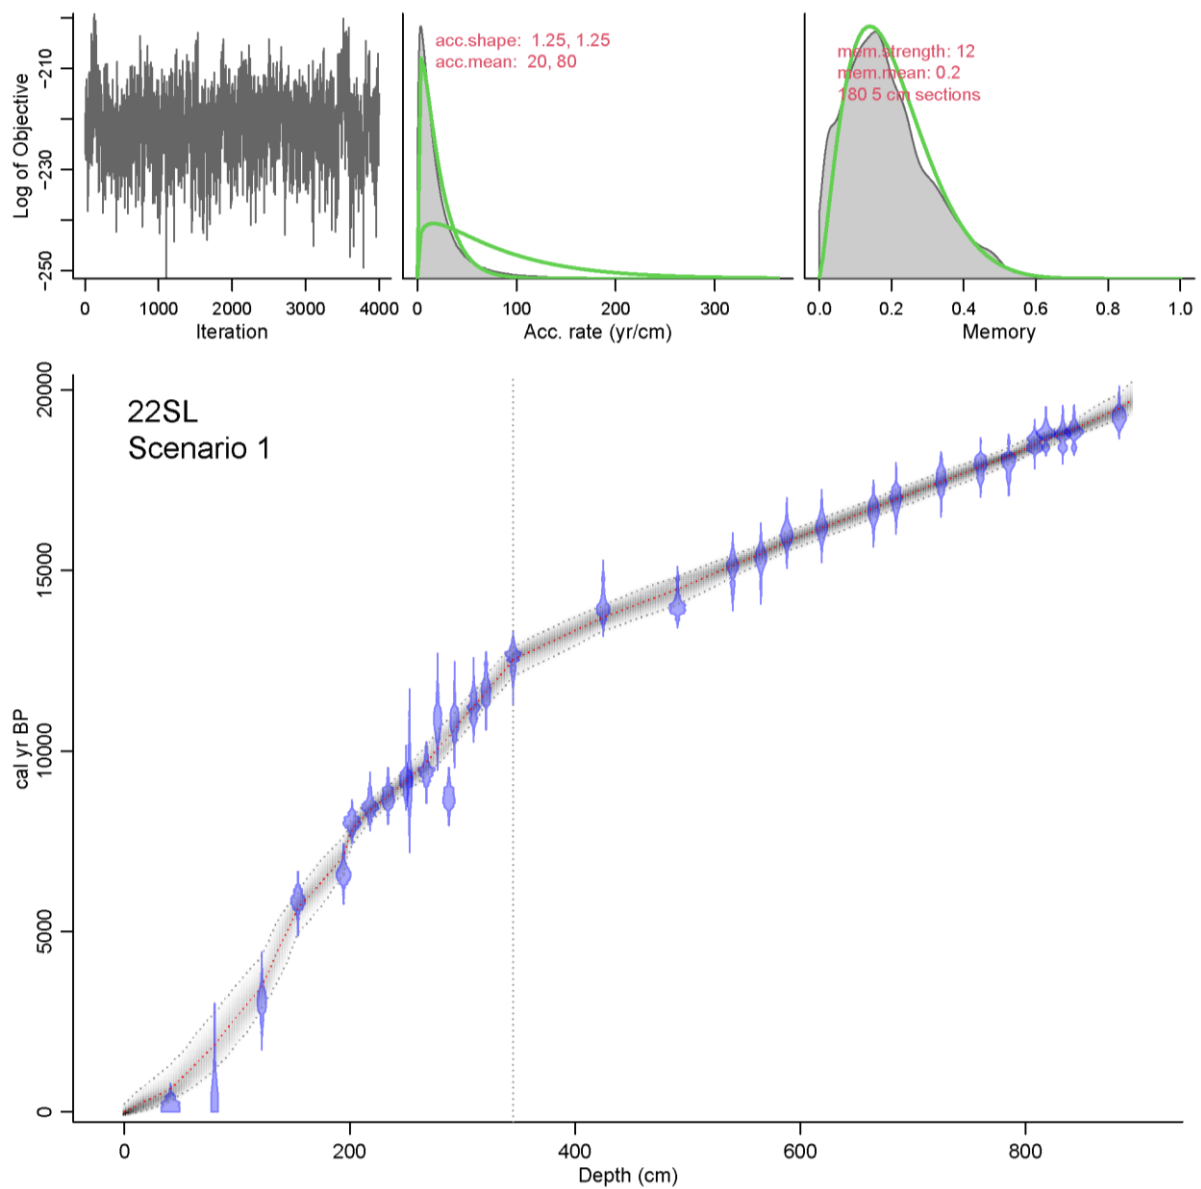 Log of Objective
-210
-230
-250
0 1000 2000 3000 4000
Iteration
acc.shape: 1.25, 1.25
acc.mean: 20, 80
0 100 200 300
Acc. rate (yr/cm)
mem.strength: 12
mem.mean: 0.2
180 5 cm sections
0.0 0.2 0.4 0.6 0.8 1.0
Memory
22SL
Scenario 1
cal yr BP
20000
15000
10000
5000
0
0 200 400 600 800
Depth (cm)